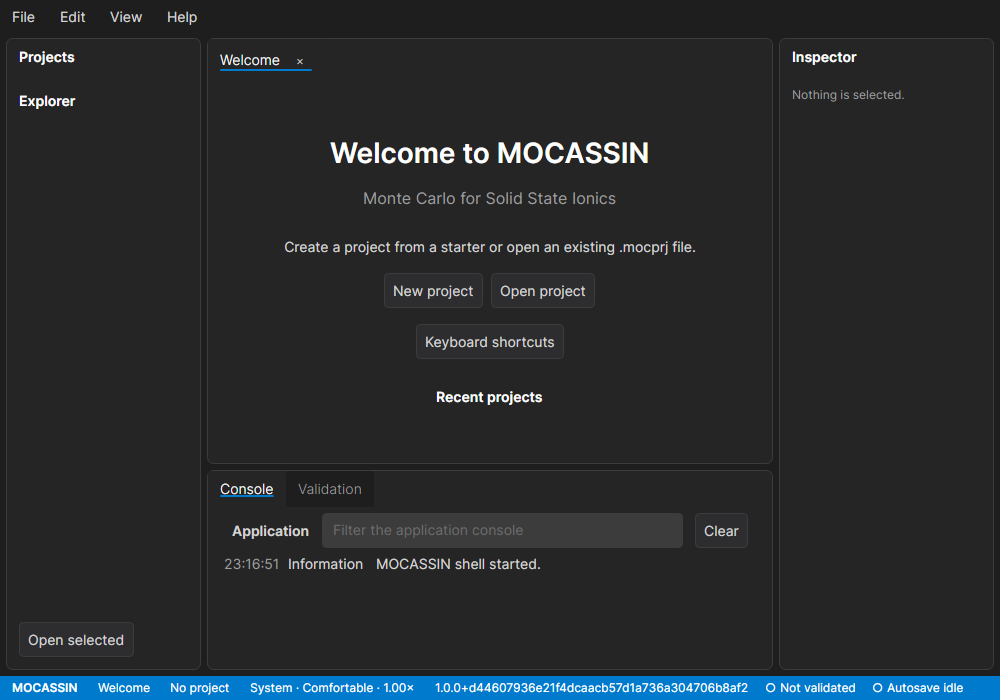 File Edit View Help
Projects
Explorer
Open selected
Welcome ×
Welcome to MOCASSIN
Monte Carlo for Solid State Ionics
Create a project from a starter or open an existing .mocprj file.
New project Open project
Keyboard shortcuts
Recent projects
Console Validation
Application Filter the application console Clear
23:16:51 Information MOCASSIN shell started.
Inspector
Nothing is selected.
MOCASSIN Welcome No project System · Comfortable · 1.00× 1.0.0+d44607936e21f4dcaacb57d1a736a304706b8af2 Not validated Autosave idle